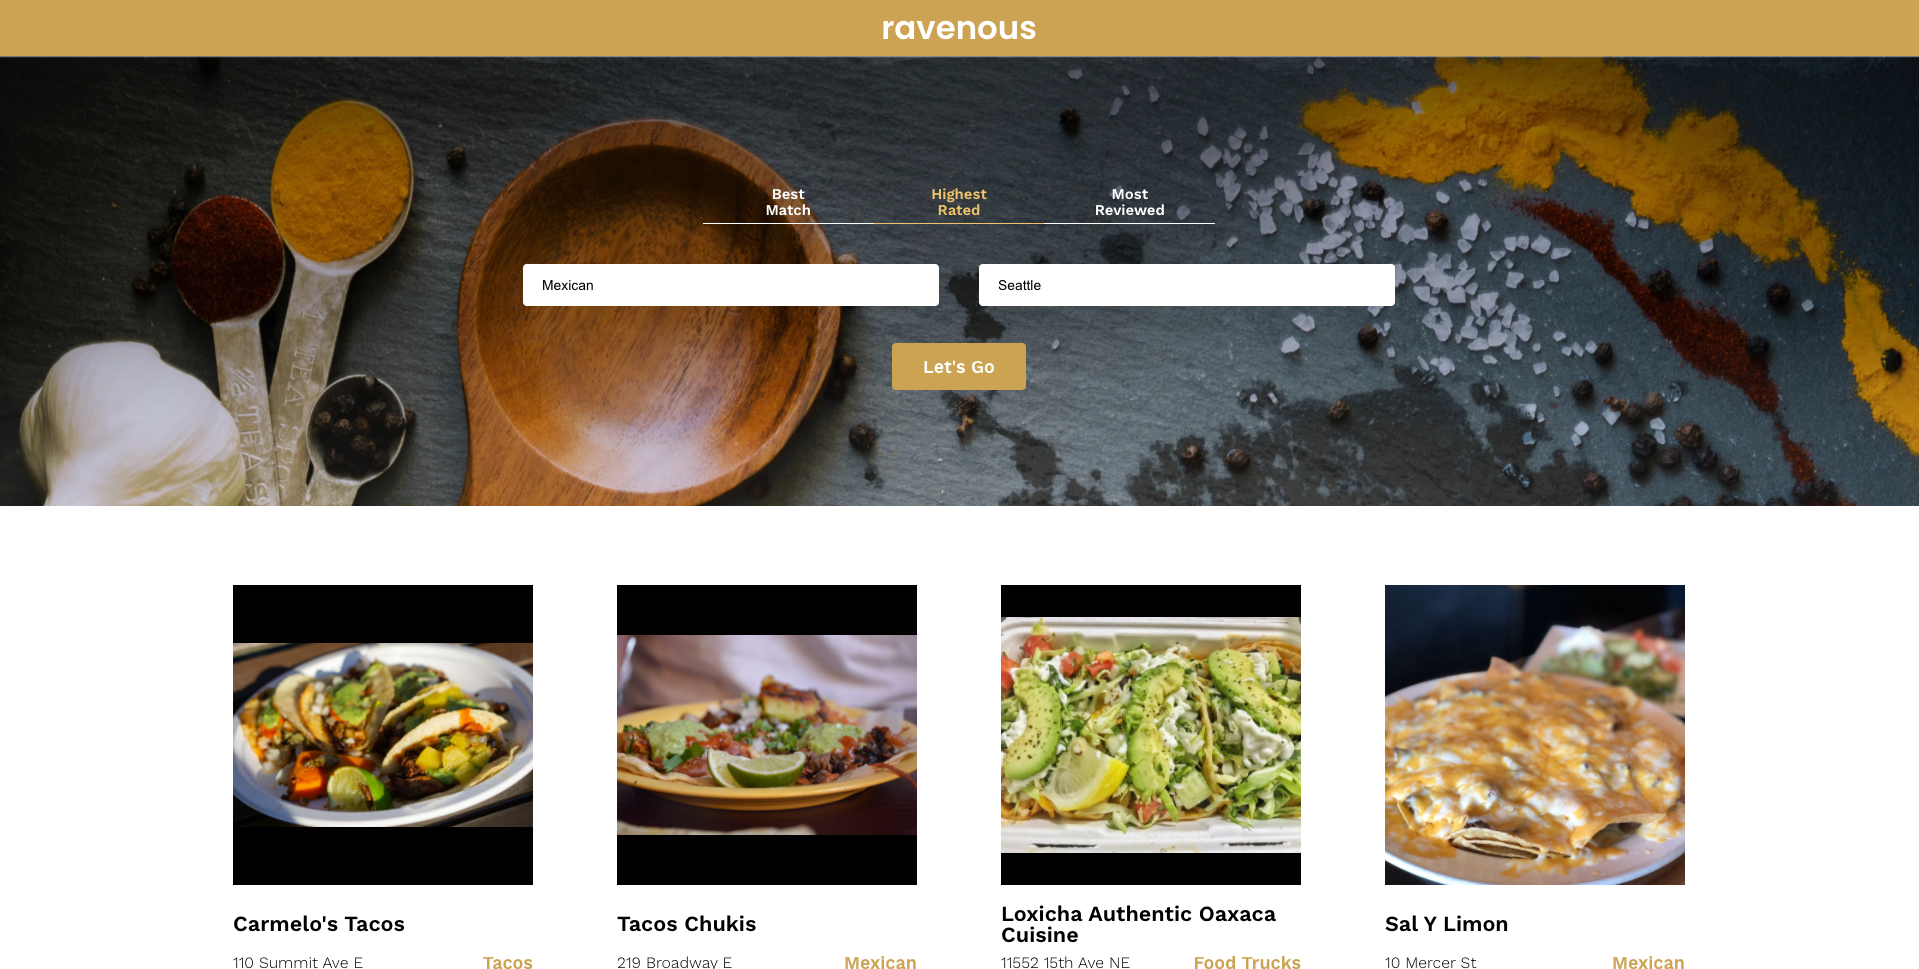 ravenous
Best
Match
Highest
Rated
Most
Reviewed
Mexican
Seattle
Let's Go
Carmelo's Tacos
110 Summit Ave E
Tacos
Tacos Chukis
219 Broadway E
Mexican
Loxicha Authentic Oaxaca
Cuisine
11552 15th Ave NE
Food Trucks
Sal Y Limon
10 Mercer St
Mexican